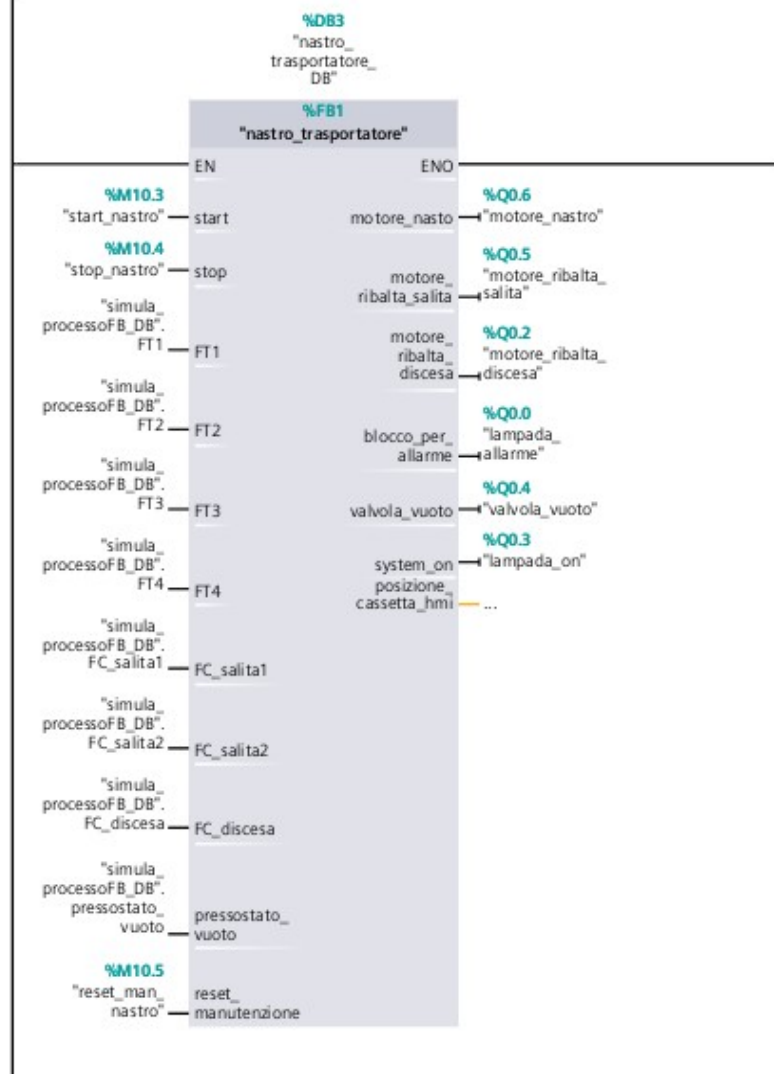 %DB3
"nastro_
trasportatore_
DB"
%FB1
"nastro_trasportatore"
EN
ENO
%M10.3
"start_nastro"
start
motore_nasto
%Q0.6
"motore_nastro"
%M10.4
"stop_nastro"
stop
motore_
ribalta_salita
%Q0.5
"motore_ribalta_
salita"
"simula_
processoFB_DB".
FT1
FT1
motore_
ribalta_
discesa
%Q0.2
"motore_ribalta_
discesa"
"simula_
processoFB_DB".
FT2
FT2
blocco_per_
allarme
%Q0.0
"lampada_
allarme"
"simula_
processoFB_DB".
FT3
FT3
valvola_vuoto
%Q0.4
"valvola_vuoto"
"simula_
processoFB_DB".
FT4
FT4
system_on
%Q0.3
"lampada_on"
posizione_
cassetta_hmi
...
"simula_
processoFB_DB".
FC_salita1
FC_salita1
"simula_
processoFB_DB".
FC_salita2
FC_salita2
"simula_
processoFB_DB".
FC_discesa
FC_discesa
"simula_
processoFB_DB".
pressostato_
vuoto
pressostato_
vuoto
%M10.5
"reset_man_
nastro"
reset_
manutenzione